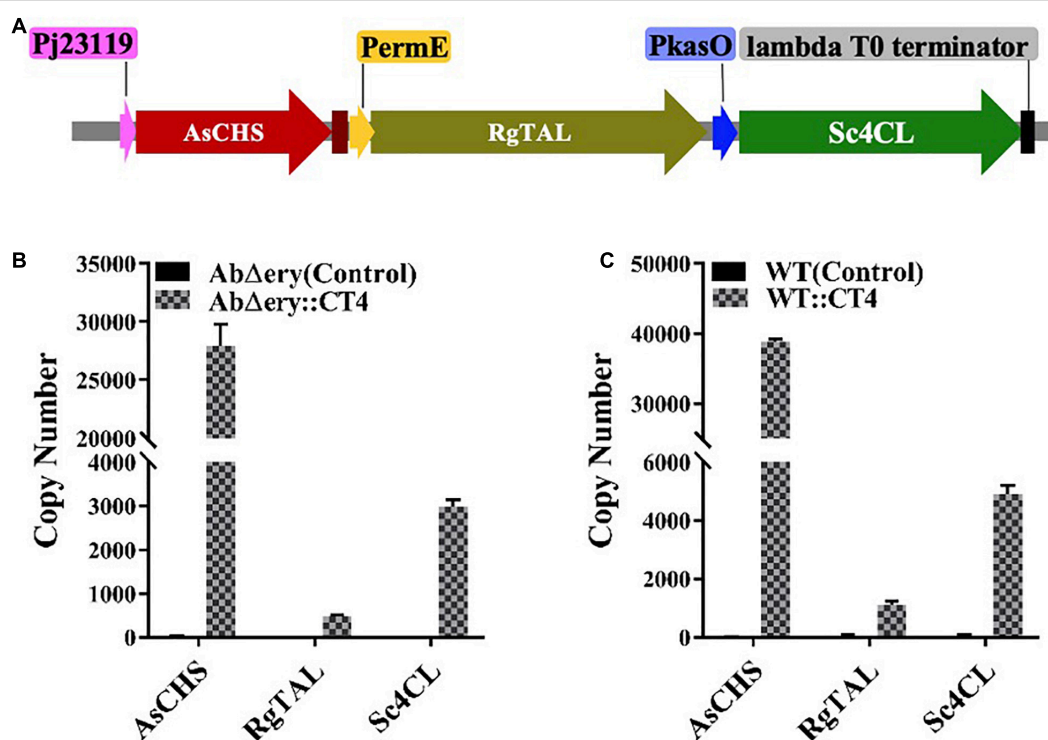 A
Pj23119
PermE
PkasO
lambda T0 terminator
AsCHS
RgTAL
Sc4CL
B
AbΔery(Control)
AbΔery::CT4
Copy Number
35000
30000
25000
20000
4000
3000
2000
1000
0
AsCHS
RgTAL
Sc4CL
C
WT(Control)
WT::CT4
Copy Number
50000
40000
30000
6000
4000
2000
0
AsCHS
RgTAL
Sc4CL